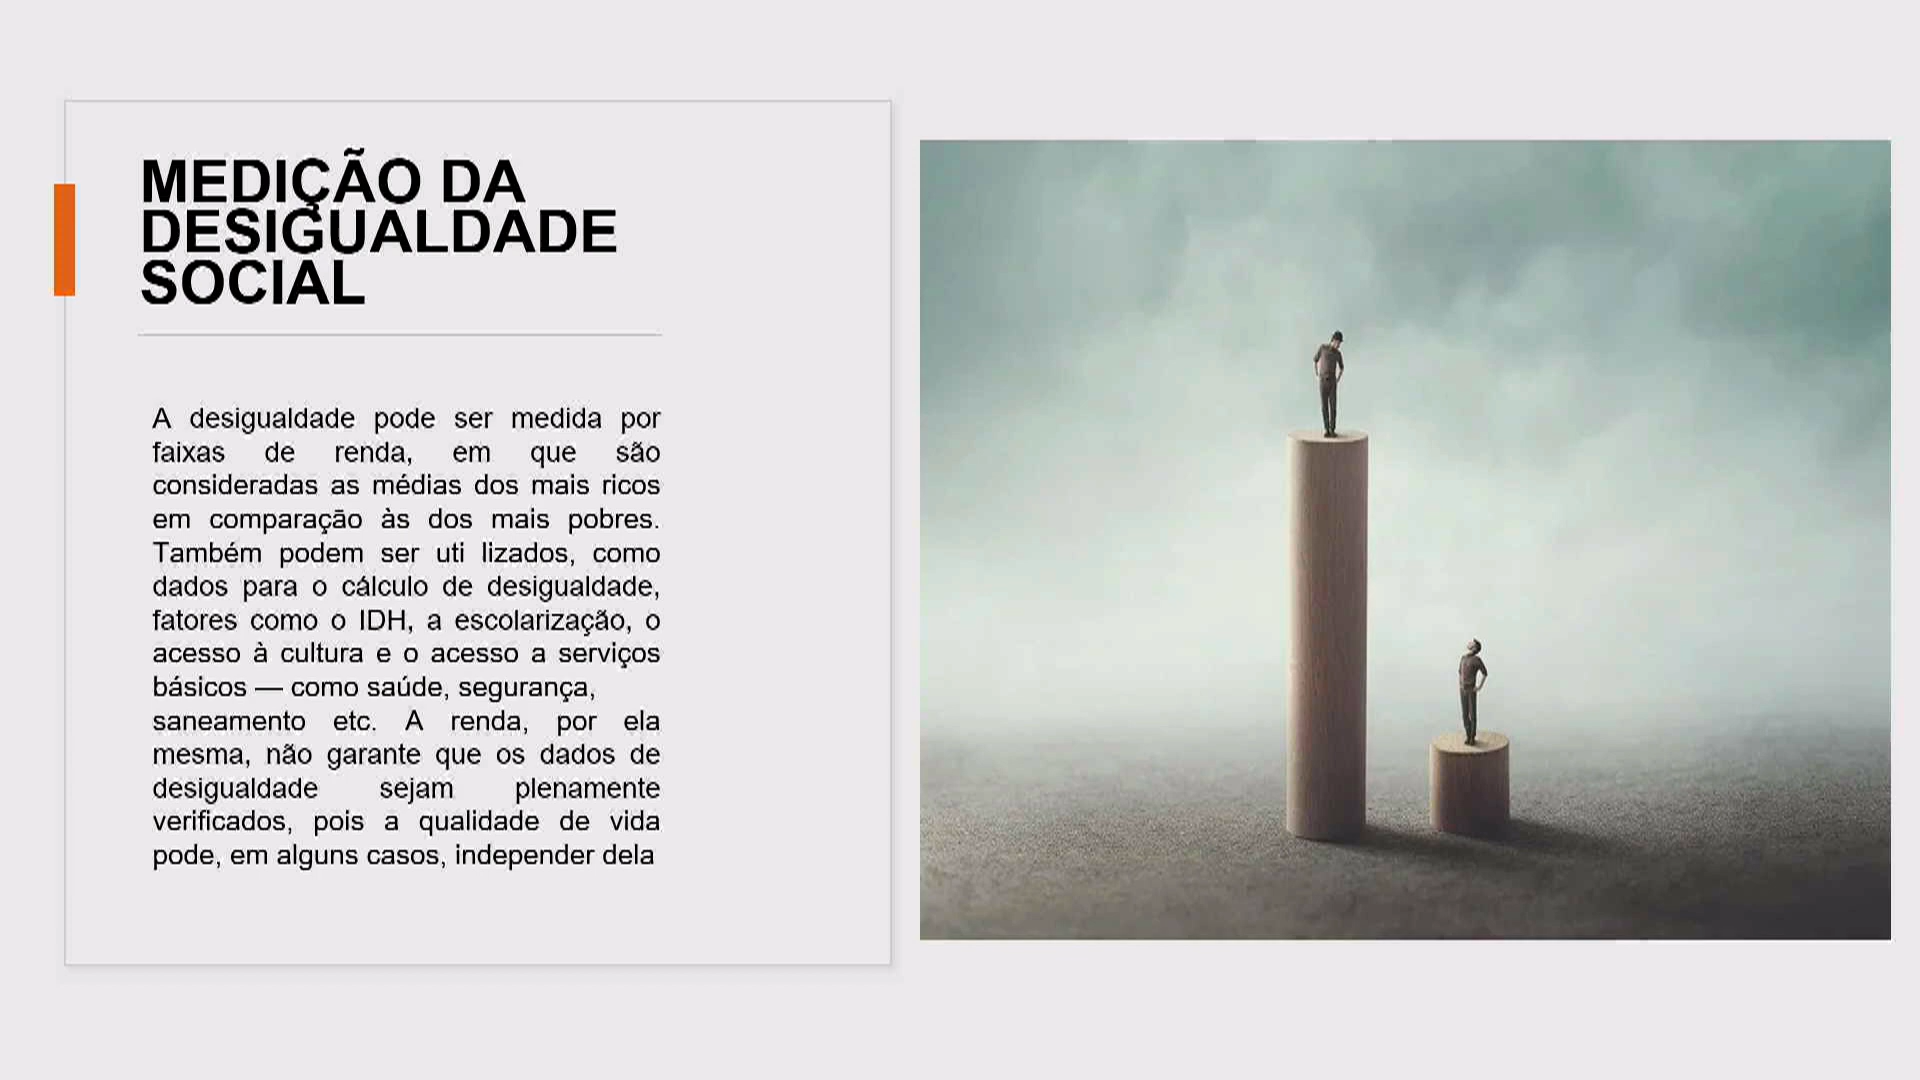 MEDIÇÃO DA
DESIGUALDADE
SOCIAL
A desigualdade pode ser medida por
faixas de renda, em que são
consideradas as médias dos mais ricos
em comparação às dos mais pobres.
Também podem ser uti lizados, como
dados para o cálculo de desigualdade,
fatores como o IDH, a escolarização, o
acesso à cultura e o acesso a serviços
básicos — como saúde, segurança,
saneamento etc. A renda, por ela
mesma, não garante que os dados de
desigualdade sejam plenamente
verificados, pois a qualidade de vida
pode, em alguns casos, independer dela